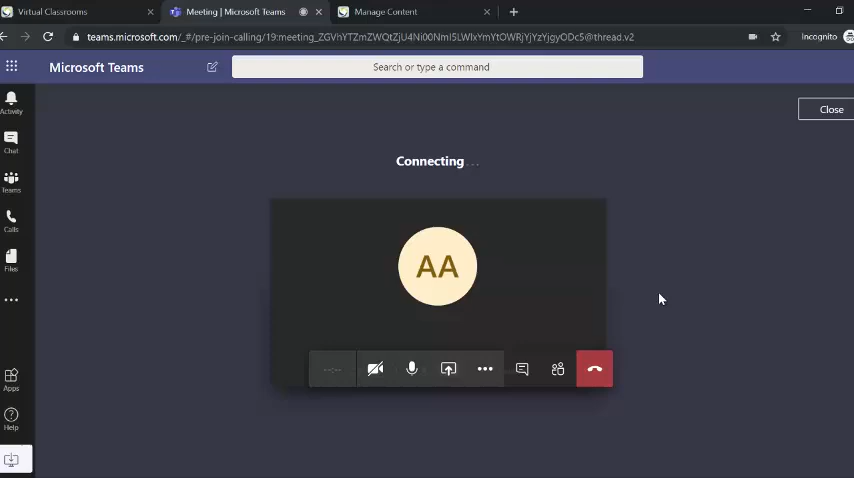 Virtual Classrooms
Meeting | Microsoft Teams
Manage Content
teams.microsoft.com/_#/pre-join-calling/19:meeting_ZGVhYTZmZWQtZjU4Ni00NmI5LWIxYmYtOWRjYjYzYjgyODc5@thread.v2
Incognito
Microsoft Teams
Search or type a command
Activity
Close
Chat
Connecting...
Teams
Calls
AA
Files
--:--
Apps
Help